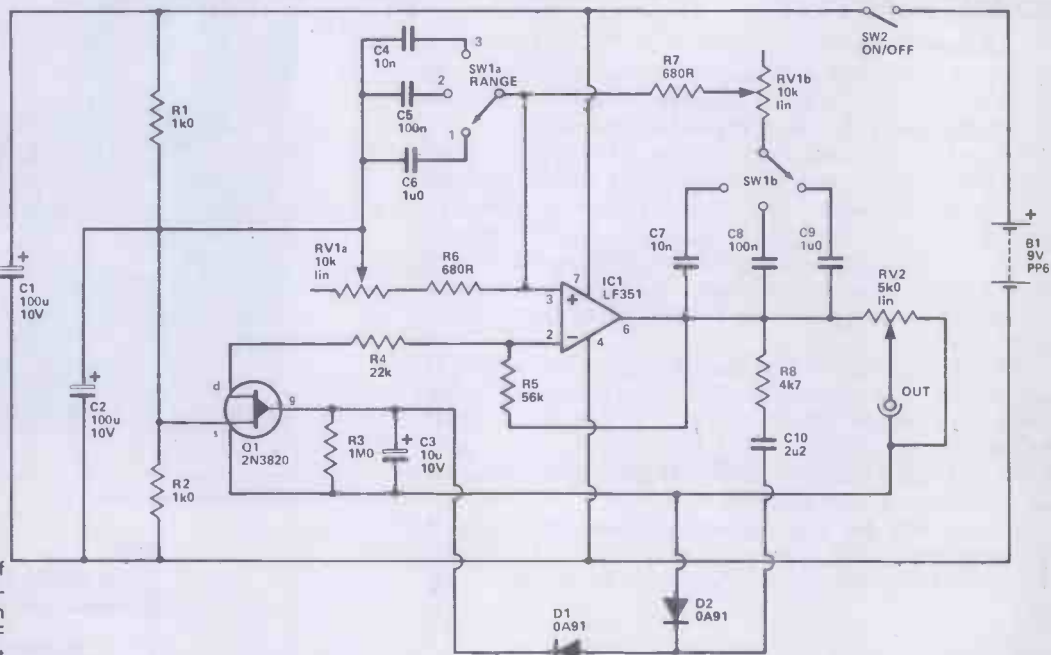 SW2
ON/OFF
C4
10n
3
SW1a
RANGE
2
C5
100n
1
C6
1u0
R7
680R
RV1b
10k
lin
R1
1k0
SW1b
RV1a
10k
lin
R6
680R
7
IC1
LF351
3
+
2
−
6
4
C7
10n
C8
100n
C9
1u0
RV2
5k0
lin
+
B1
9V
PP6
+
C1
100u
10V
R4
22k
R5
56k
R8
4k7
OUT
+
C2
100u
10V
d
g
s
Q1
2N3820
R3
1M0
+
C3
10u
10V
C10
2u2
R2
1k0
D1
0A91
D2
0A91